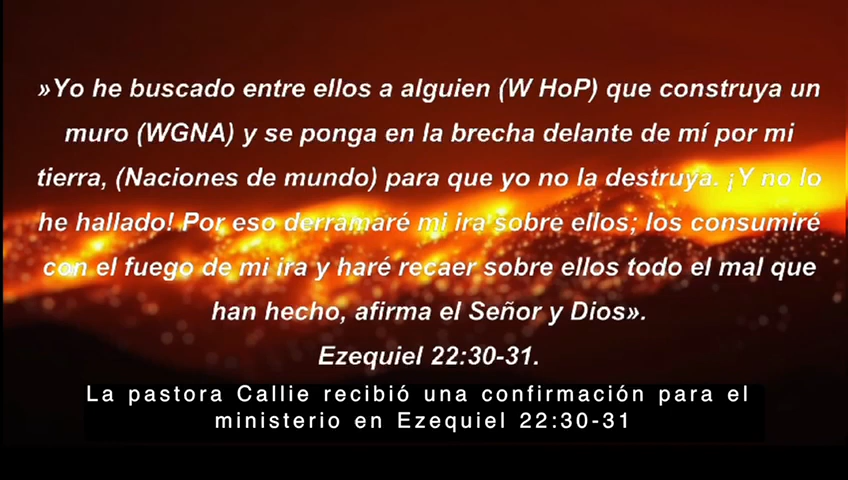 »Yo he buscado entre ellos a alguien (W HoP) que construya un
muro (WGNA) y se ponga en la brecha delante de mí por mi
tierra, (Naciones de mundo) para que yo no la destruya. ¡Y no lo
he hallado! Por eso derramaré mi ira sobre ellos; los consumiré
con el fuego de mi ira y haré recaer sobre ellos todo el mal que
han hecho, afirma el Señor y Dios».
Ezequiel 22:30-31.
La pastora Callie recibió una confirmación para el
ministerio en Ezequiel 22:30-31